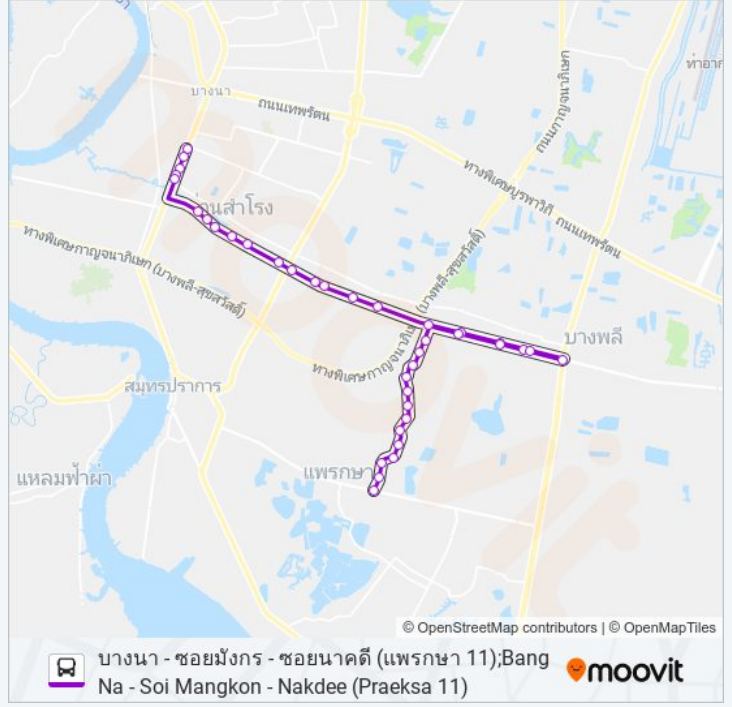 ท่าอาก
บางนา
ถนนเทพรัตน
ถนนกาญจนาภิเษก
ทางพิเศษบูรพาวิถี
ถนนเทพรัตน
านสำโรง
ทางพิเศษกาญจนาภิเษก (บางพลี-สุขสวัสดิ์)
(บางพลี-สุขสวัสดิ์)
บางพลี
ทางพิเศษกาญจนาภิเ
สมุทรปราการ
แพรกษา
แหลมฟ้าผ่า
moovit
© OpenStreetMap contributors | © OpenMapTiles
บางนา - ซอยมังกร - ซอยนาคดี (แพรกษา 11);Bang
Na - Soi Mangkon - Nakdee (Praeksa 11)
moovit